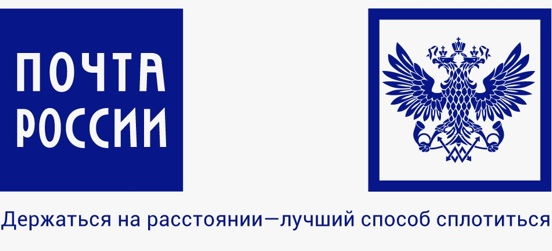 ПОЧТА
РОССИИ
Держаться на расстоянии—лучший способ сплотиться